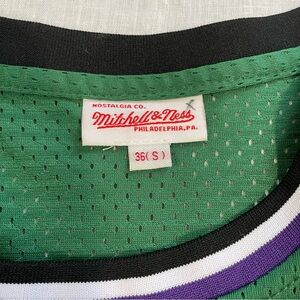 NOSTALGIA CO.
Mitchell & Ness
PHILADELPHIA, PA.
36(S)